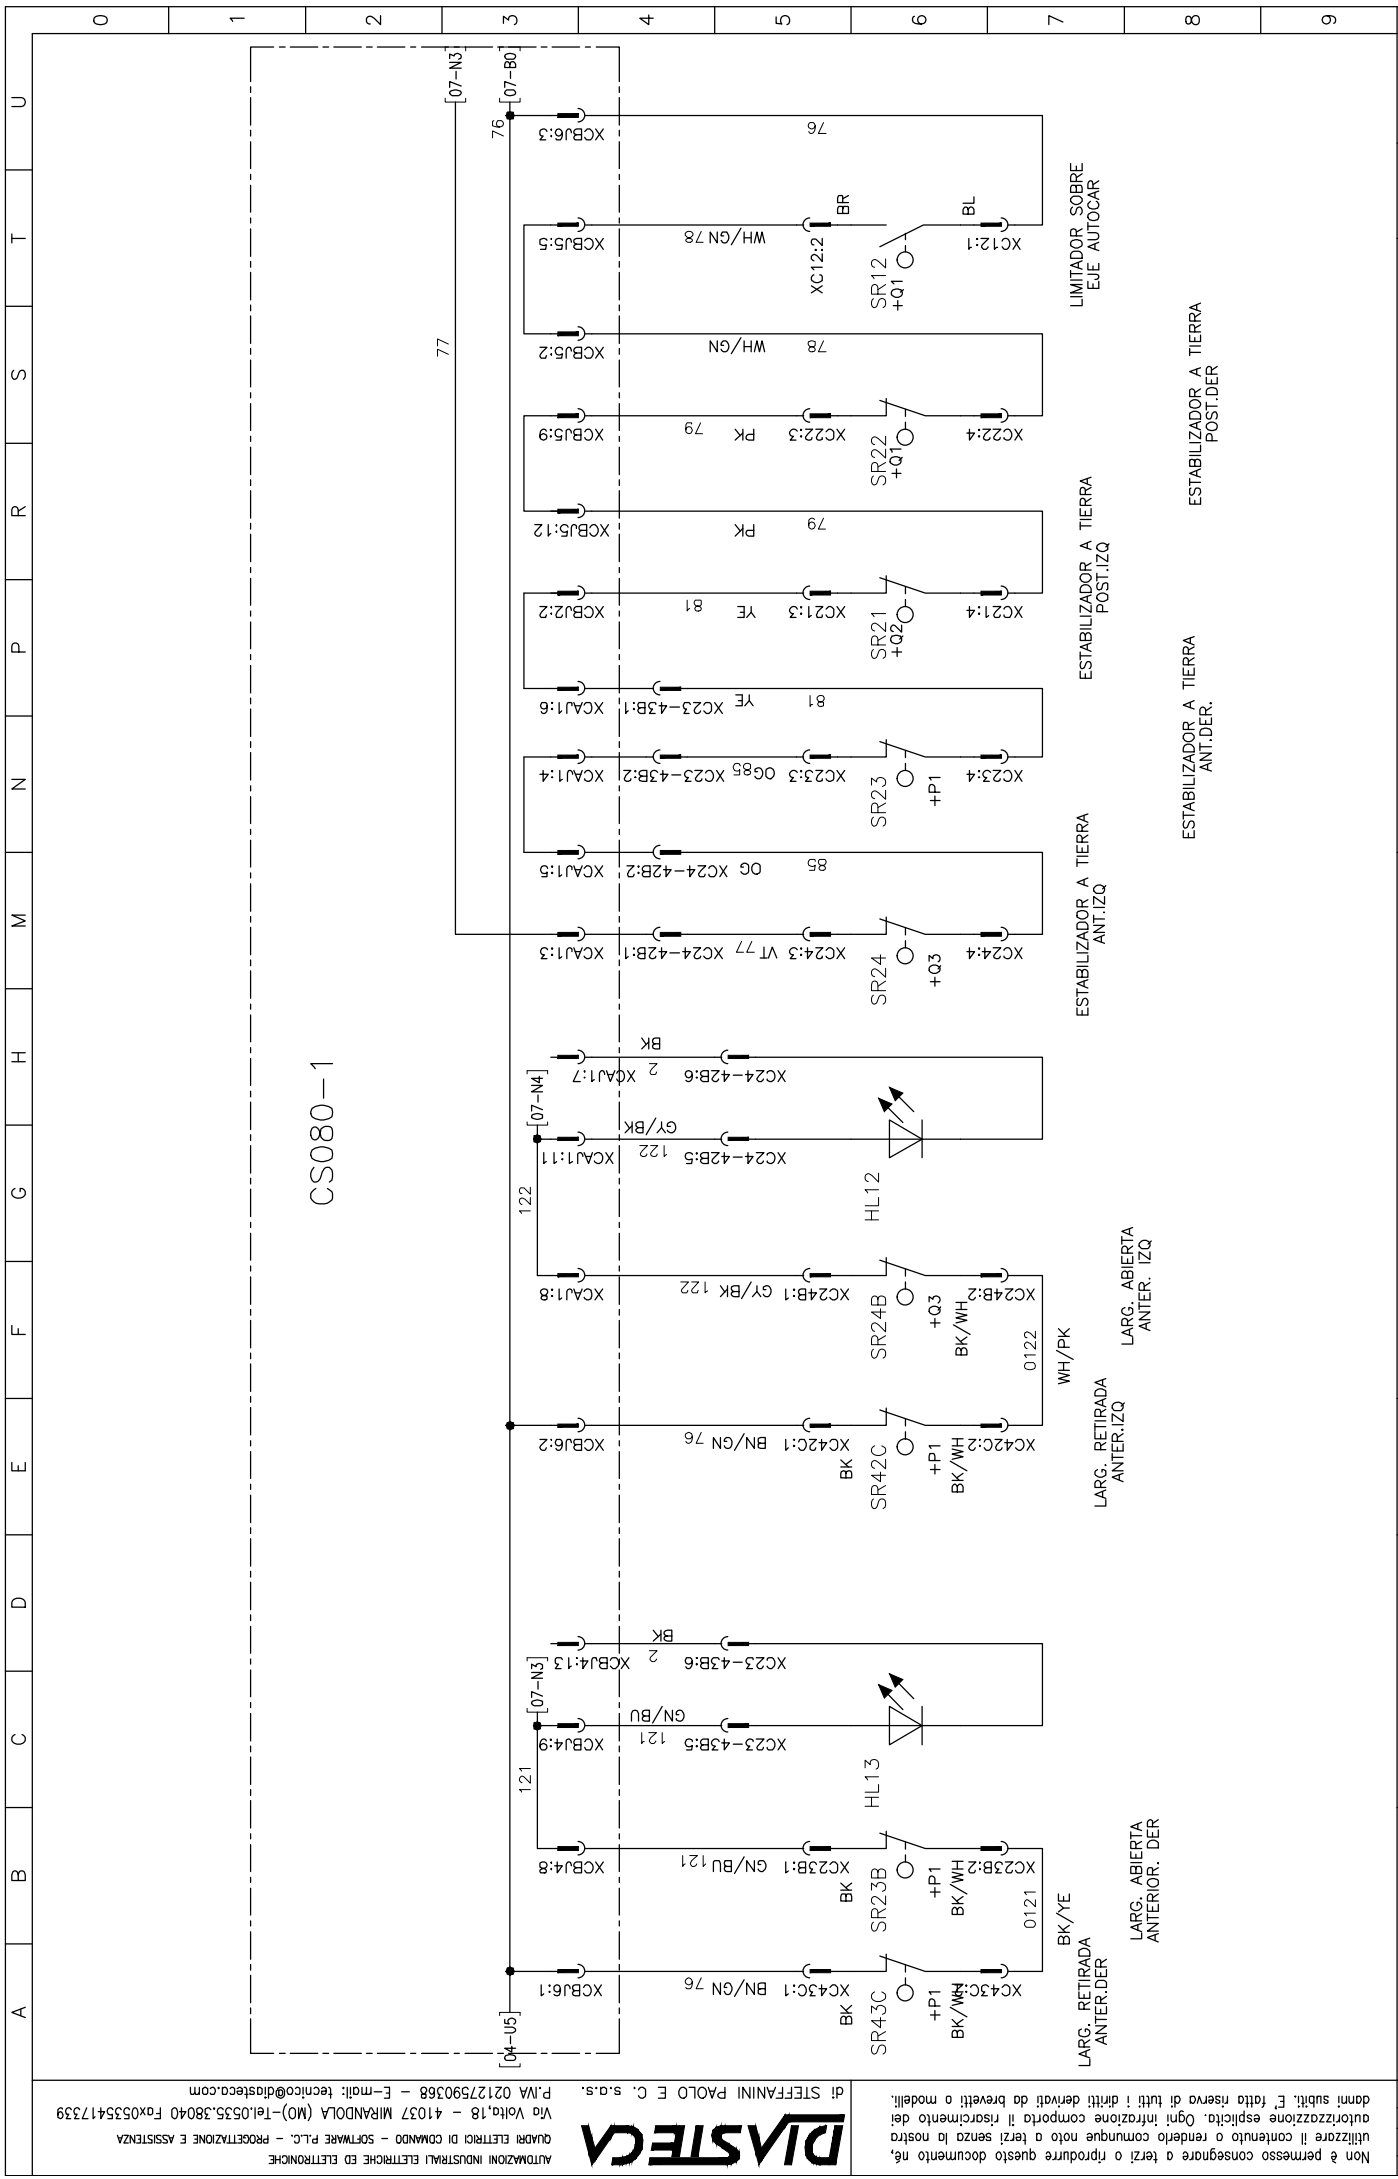 0
1
2
3
4
5
6
7
8
9
U
T
S
R
P
N
M
H
G
F
E
D
C
B
A
CS080-1
[07-N3]
[07-B0]
77
76
XCBJ6:3
76
XCBJ5:5
WH/GN 78
XC12:2
BR
SR12
+Q1
BL
XC12:1
LIMITADOR SOBRE
EJE AUTOCAR
XCBJ5:2
WH/GN
78
XCBJ5:9
79
PK
XC22:3
SR22
+Q1
XC22:4
ESTABILIZADOR A TIERRA
POST.DER
XCBJ5:12
PK
79
XCBJ2:2
81
YE
XC21:3
SR21
+Q2
XC21:4
ESTABILIZADOR A TIERRA
POST.IZQ
XCAJ1:6
XC23-43B:1
YE
81
XCAJ1:4
XC23-43B:2
OG85
XC23:3
SR23
+P1
XC23:4
ESTABILIZADOR A TIERRA
ANT.DER.
XCAJ1:5
XC24-42B:2
OG
85
XCAJ1:3
XC24-42B:1
VT 77
XC24:3
SR24
+Q3
XC24:4
ESTABILIZADOR A TIERRA
ANT.IZQ
XCAJ1:7
2
BK
XC24-42B:6
[07-N4]
XCAJ1:11
122
GY/BK
XC24-42B:5
HL12
122
XCAJ1:8
GY/BK 122
XC24B:1
SR24B
+Q3
BK/WH
XC24B:2
0122
WH/PK
LARG. ABIERTA
ANTER. IZQ
XCBJ6:2
BN/GN 76
XC42C:1
BK
SR42C
+P1
BK/WH
XC42C:2
LARG. RETIRADA
ANTER.IZQ
XCBJ4:13
2
BK
XC23-43B:6
[07-N3]
XCBJ4:9
121
GN/BU
XC23-43B:5
HL13
121
XCBJ4:8
GN/BU 121
XC23B:1
BK
SR23B
+P1
BK/WH
XC23B:2
0121
BK/YE
LARG. ABIERTA
ANTERIOR. DER
XCBJ6:1
BN/GN 76
XC43C:1
BK
SR43C
+P1
BK/WH
XC43C:2
LARG. RETIRADA
ANTER.DER
[04-U5]
Non è permesso consegnare a terzi o riprodurre questo documento, né,
utilizzare il contenuto o renderlo comunque noto a terzi senza la nostra
autorizzazzione esplicita. Ogni infrazione comporta il risarcimento dei
danni subiti. E' fatta riserva di tutti i diritti derivati da brevetti o modelli.
DIASTECA
di STEFFANINI PAOLO E C. s.a.s.
AUTOMAZIONI INDUSTRIALI ELETTRICHE ED ELETTRONICHE
QUADRI ELETTRICI DI COMANDO - SOFTWARE P.L.C. - PROGETTAZIONE E ASSISTENZA
Via Volta,18 - 41037 MIRANDOLA (MO)-Tel.0535.38040 Fax0535417339
P.IVA 02127590368 - E-mail: tecnico@diasteca.com